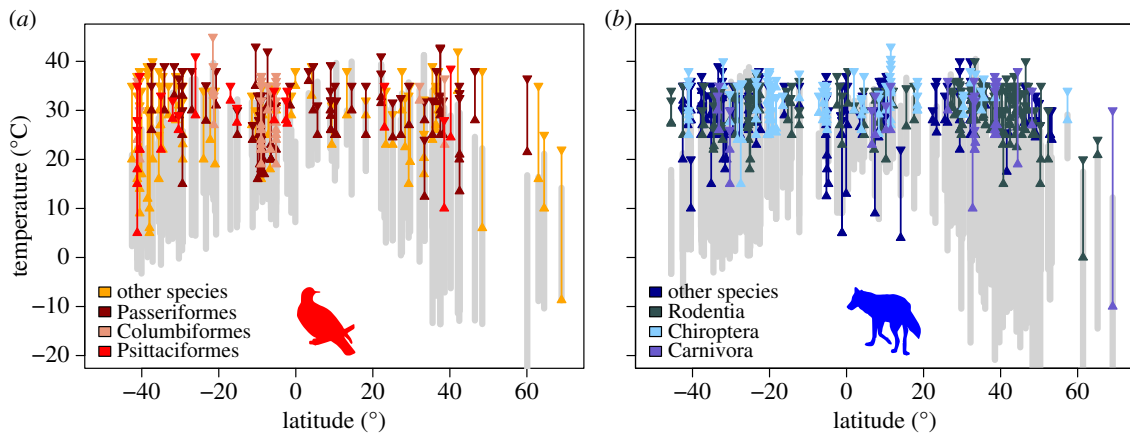 (a)
temperature (°C)
40
30
20
10
0
−10
−20
other species
Passeriformes
Columbiformes
Psittaciformes
−40
−20
0
20
40
60
latitude (°)
(b)
other species
Rodentia
Chiroptera
Carnivora
−40
−20
0
20
40
60
latitude (°)